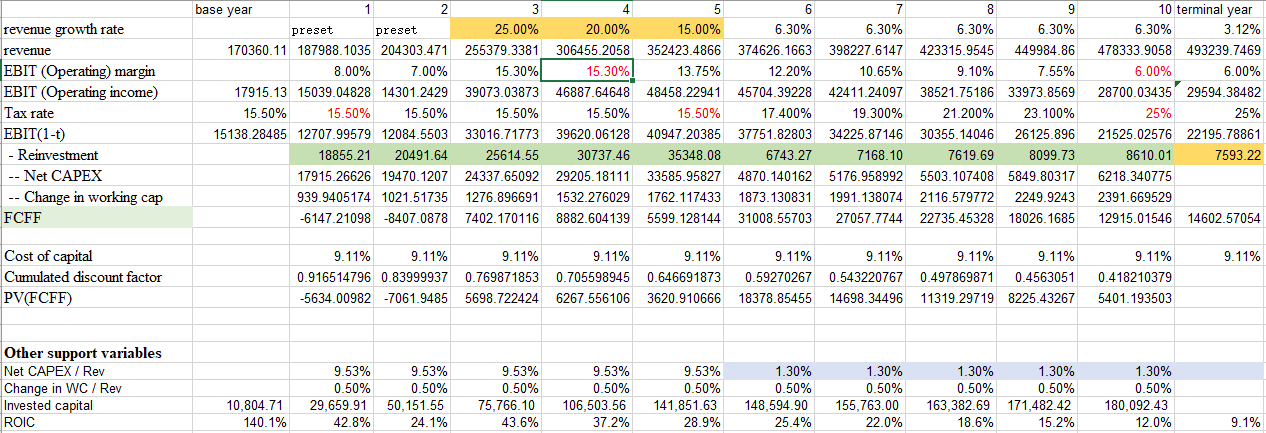 base year 1 2 3 4 5 6 7 8 9 10 terminal year
revenue growth rate preset preset 25.00% 20.00% 15.00% 6.30% 6.30% 6.30% 6.30% 6.30% 3.12%
revenue 170360.11 187988.1035 204303.471 255379.3381 306455.2058 352423.4866 374626.1663 398227.6147 423315.9545 449984.86 478333.9058 493239.7469
EBIT (Operating) margin 8.00% 7.00% 15.30% 15.30% 13.75% 12.20% 10.65% 9.10% 7.55% 6.00% 6.00%
EBIT (Operating income) 17915.13 15039.04828 14301.2429 39073.03873 46887.64648 48458.22941 45704.39228 42411.24097 38521.75186 33973.8569 28700.03435 29594.38482
Tax rate 15.50% 15.50% 15.50% 15.50% 15.50% 15.50% 17.400% 19.300% 21.200% 23.100% 25% 25%
EBIT(1-t) 15138.28485 12707.99579 12084.5503 33016.71773 39620.06128 40947.20385 37751.82803 34225.87146 30355.14046 26125.896 21525.02576 22195.78861
- Reinvestment 18855.21 20491.64 25614.55 30737.46 35348.08 6743.27 7168.10 7619.69 8099.73 8610.01 7593.22
-- Net CAPEX 17915.26626 19470.1207 24337.65092 29205.18111 33585.95827 4870.140162 5176.958992 5503.107408 5849.80317 6218.340775
-- Change in working cap 939.9405174 1021.51735 1276.896691 1532.276029 1762.117433 1873.130831 1991.138074 2116.579772 2249.9243 2391.669529
FCFF -6147.21098 -8407.0878 7402.170116 8882.604139 5599.128144 31008.55703 27057.7744 22735.45328 18026.1685 12915.01546 14602.57054
Cost of capital 9.11% 9.11% 9.11% 9.11% 9.11% 9.11% 9.11% 9.11% 9.11% 9.11% 9.11%
Cumulated discount factor 0.916514796 0.83999937 0.769871853 0.705598945 0.646691873 0.59270267 0.543220767 0.497869871 0.4563051 0.418210379
PV(FCFF) -5634.00982 -7061.9485 5698.722424 6267.556106 3620.910666 18378.85455 14698.34496 11319.29719 8225.43267 5401.193503
Other support variables
Net CAPEX / Rev 9.53% 9.53% 9.53% 9.53% 9.53% 1.30% 1.30% 1.30% 1.30% 1.30%
Change in WC / Rev 0.50% 0.50% 0.50% 0.50% 0.50% 0.50% 0.50% 0.50% 0.50% 0.50%
Invested capital 10,804.71 29,659.91 50,151.55 75,766.10 106,503.56 141,851.63 148,594.90 155,763.00 163,382.69 171,482.42 180,092.43
ROIC 140.1% 42.8% 24.1% 43.6% 37.2% 28.9% 25.4% 22.0% 18.6% 15.2% 12.0% 9.1%